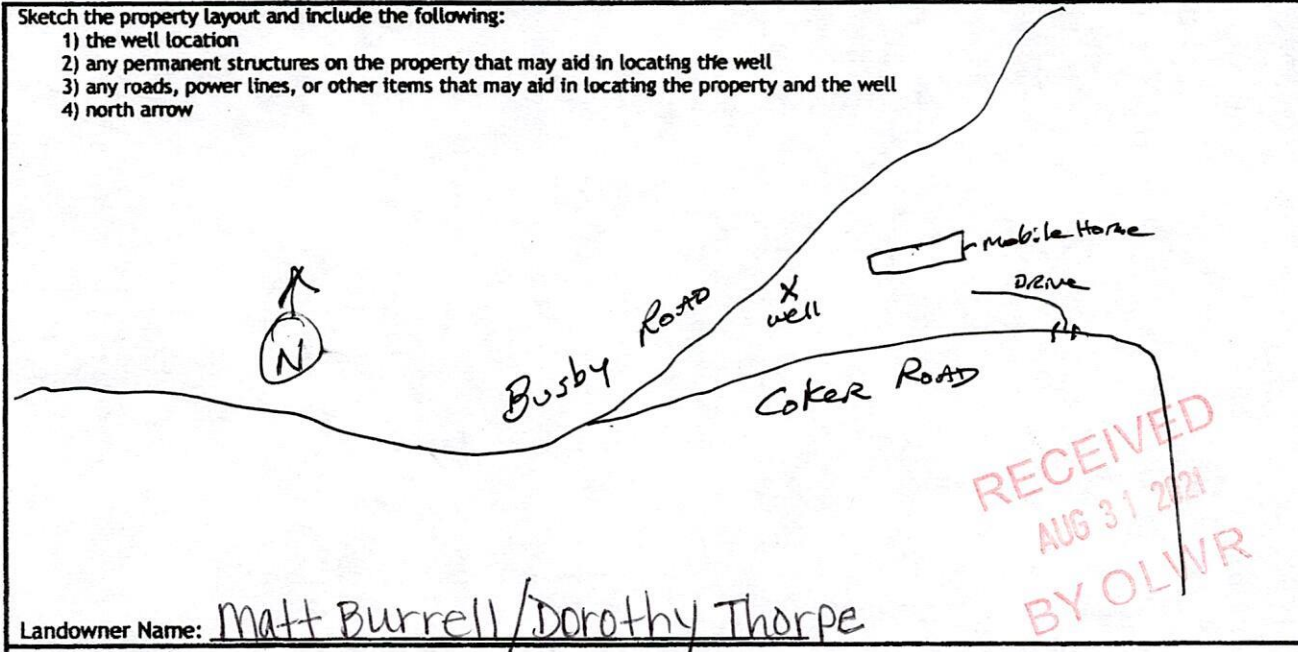 Sketch the property layout and include the following:
1) the well location
2) any permanent structures on the property that may aid in locating the well
3) any roads, power lines, or other items that may aid in locating the property and the well
4) north arrow
Mobile Home
DRIVE
X
well
Busby ROAD
N
Coker ROAD
RECEIVED
AUG 31 2021
BY OLWR
Landowner Name: Matt Burrell/Dorothy Thorpe